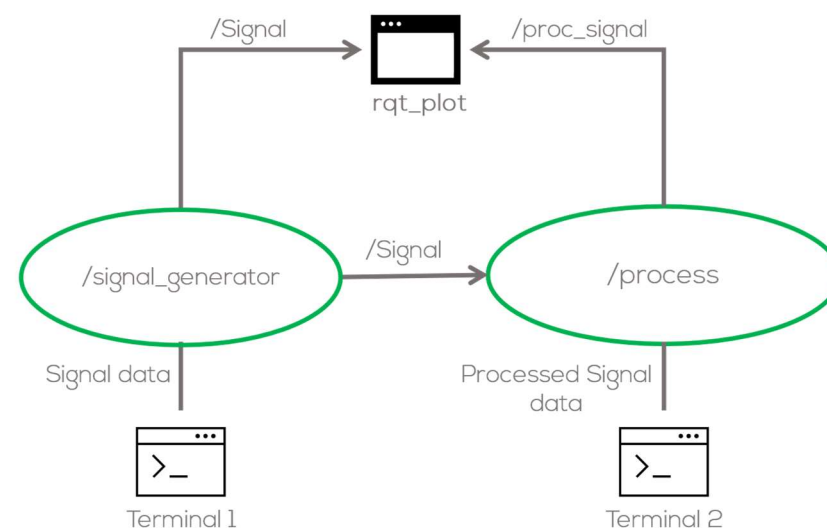 /Signal
/proc_signal
rqt_plot
/Signal
/signal_generator
/process
Signal data
Processed Signal
data
Terminal 1
Terminal 2